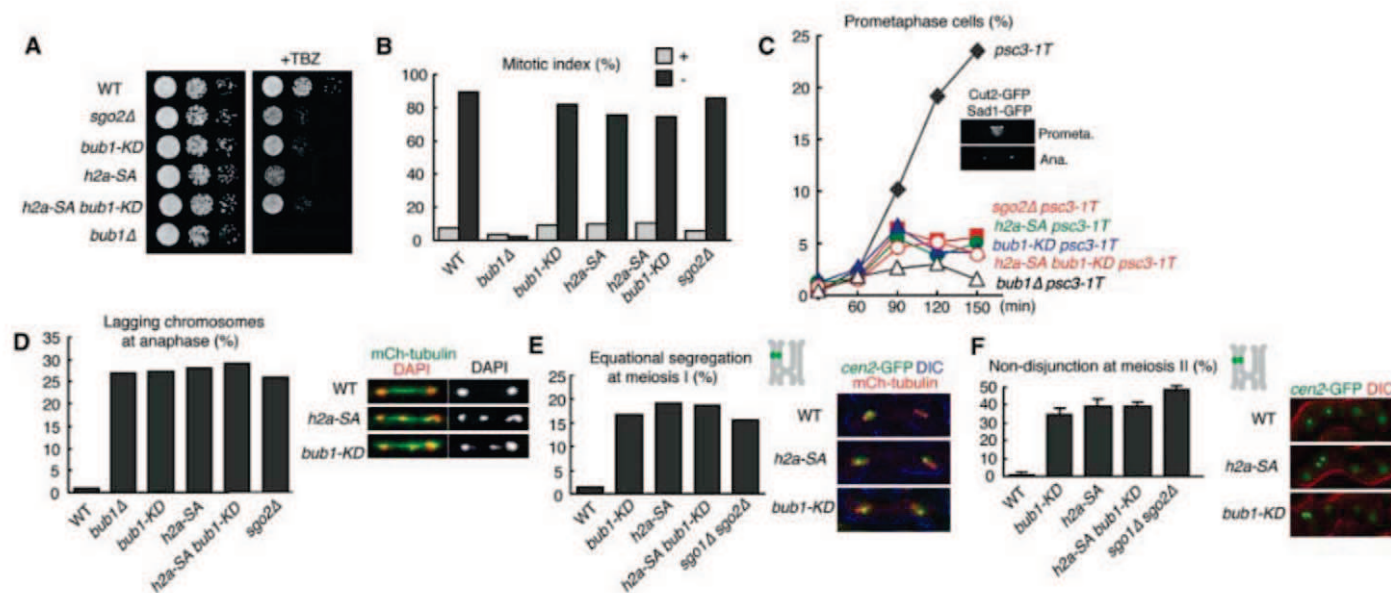 A
+TBZ
WT
sgo2Δ
bub1-KD
h2a-SA
h2a-SA bub1-KD
bub1Δ
B
Mitotic index (%)
+
-
100
80
60
40
20
0
WT
bub1Δ
bub1-KD
h2a-SA
h2a-SA
bub1-KD
sgo2Δ
C
Prometaphase cells (%)
25
20
15
10
5
0
60 90 120 150 (min)
psc3-1T
Cut2-GFP
Sad1-GFP
Prometa.
Ana.
sgo2Δ psc3-1T
h2a-SA psc3-1T
bub1-KD psc3-1T
h2a-SA bub1-KD psc3-1T
bub1Δ psc3-1T
D
Lagging chromosomes
at anaphase (%)
35
30
25
20
15
10
5
0
WT
bub1Δ
bub1-KD
h2a-SA
h2a-SA bub1-KD
sgo2Δ
mCh-tubulin
DAPI
DAPI
WT
h2a-SA
bub1-KD
E
Equational segregation
at meiosis I (%)
25
20
15
10
5
0
WT
bub1-KD
h2a-SA
h2a-SA bub1-KD
sgo1Δ sgo2Δ
cen2-GFP DIC
mCh-tubulin
WT
h2a-SA
bub1-KD
F
Non-disjunction at meiosis II (%)
50
40
30
20
10
0
WT
bub1-KD
h2a-SA
h2a-SA bub1-KD
sgo1Δ sgo2Δ
cen2-GFP DIC
WT
h2a-SA
bub1-KD